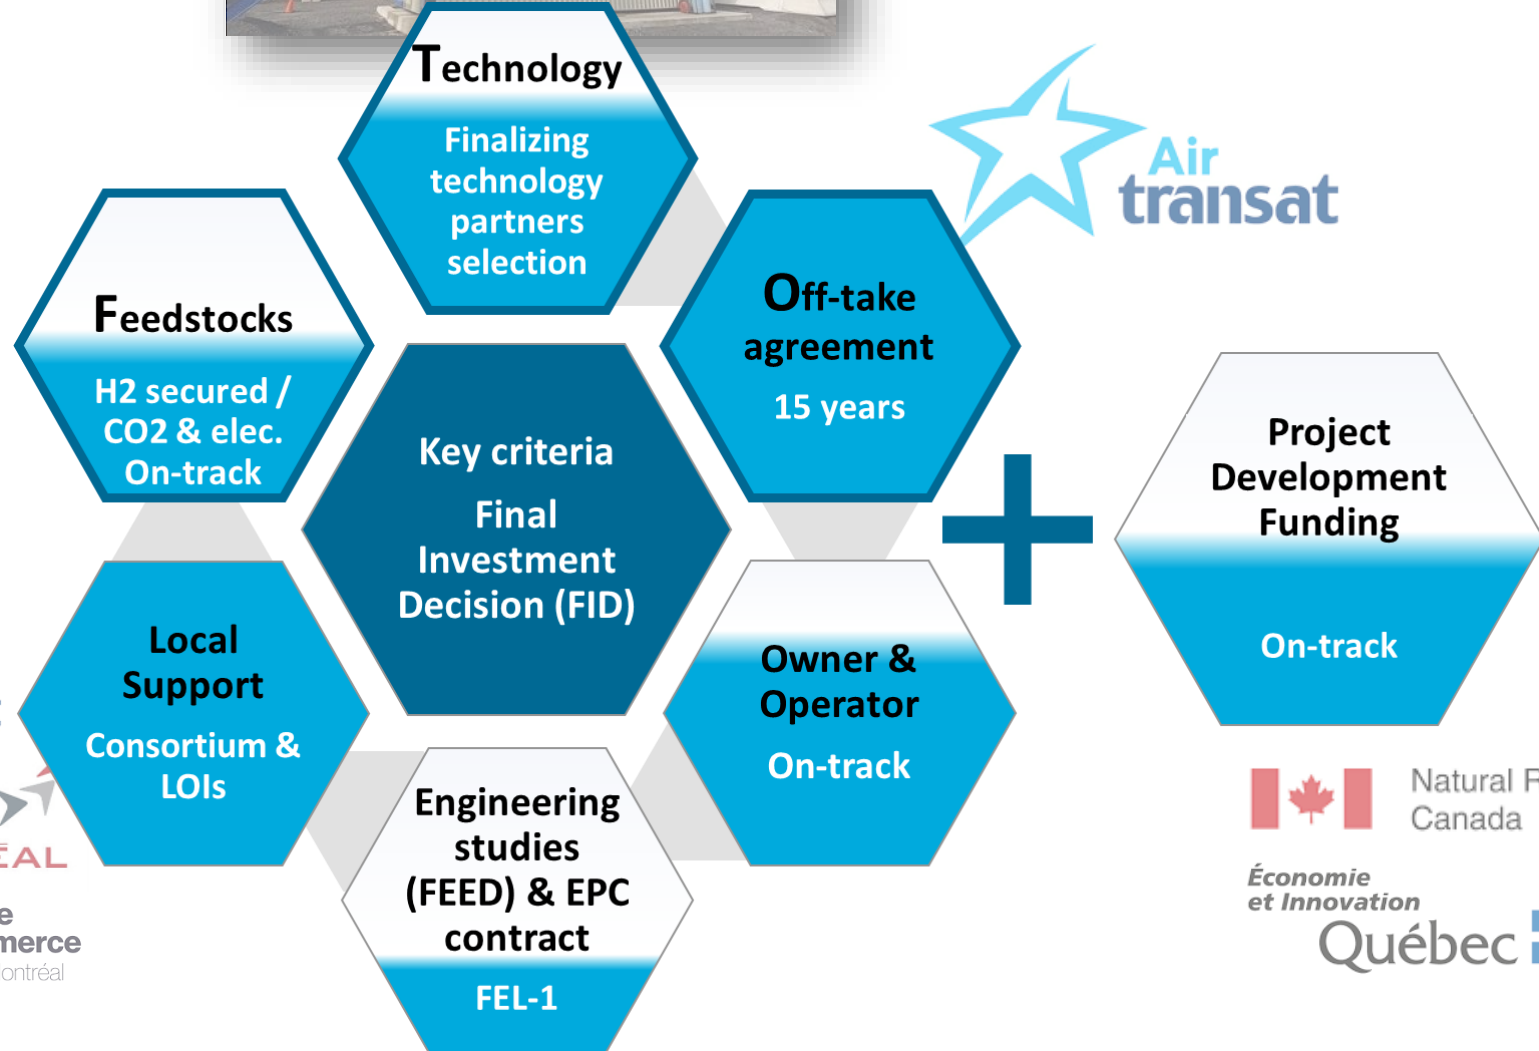 Technology
Finalizing
technology
partners
selection
Air
transat
Feedstocks
H2 secured /
CO2 & elec.
On-track
Off-take
agreement
15 years
Key criteria
Final
Investment
Decision (FID)
Project
Development
Funding
On-track
Local
Support
Consortium &
LOIs
Owner &
Operator
On-track
Engineering
studies
(FEED) & EPC
contract
FEL-1
Natural
Canada
Économie
et Innovation
Québec